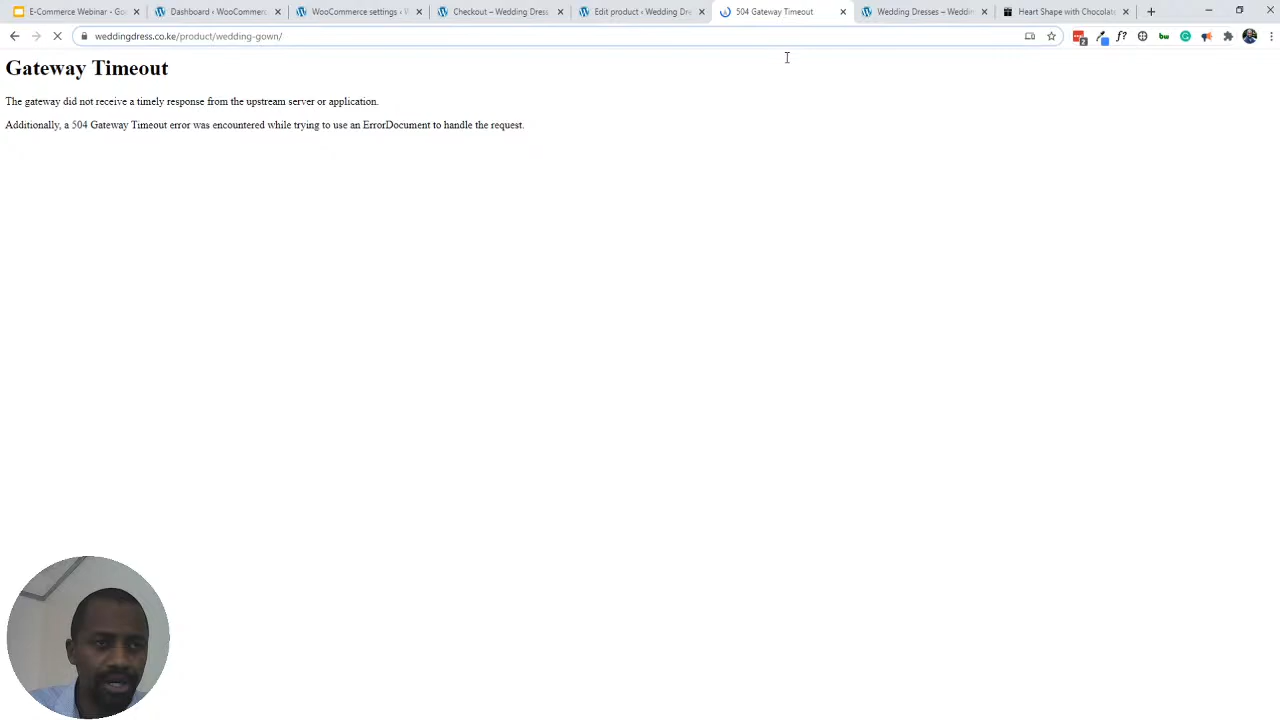 E-Commerce Webinar - Go
Dashboard ‹ WooCommerc
WooCommerce settings ‹ W
Checkout – Wedding Dress
Edit product ‹ Wedding Dre
504 Gateway Timeout
Wedding Dresses – Weddin
Heart Shape with Chocolate
weddingdress.co.ke/product/wedding-gown/
Gateway Timeout
The gateway did not receive a timely response from the upstream server or application.
Additionally, a 504 Gateway Timeout error was encountered while trying to use an ErrorDocument to handle the request.